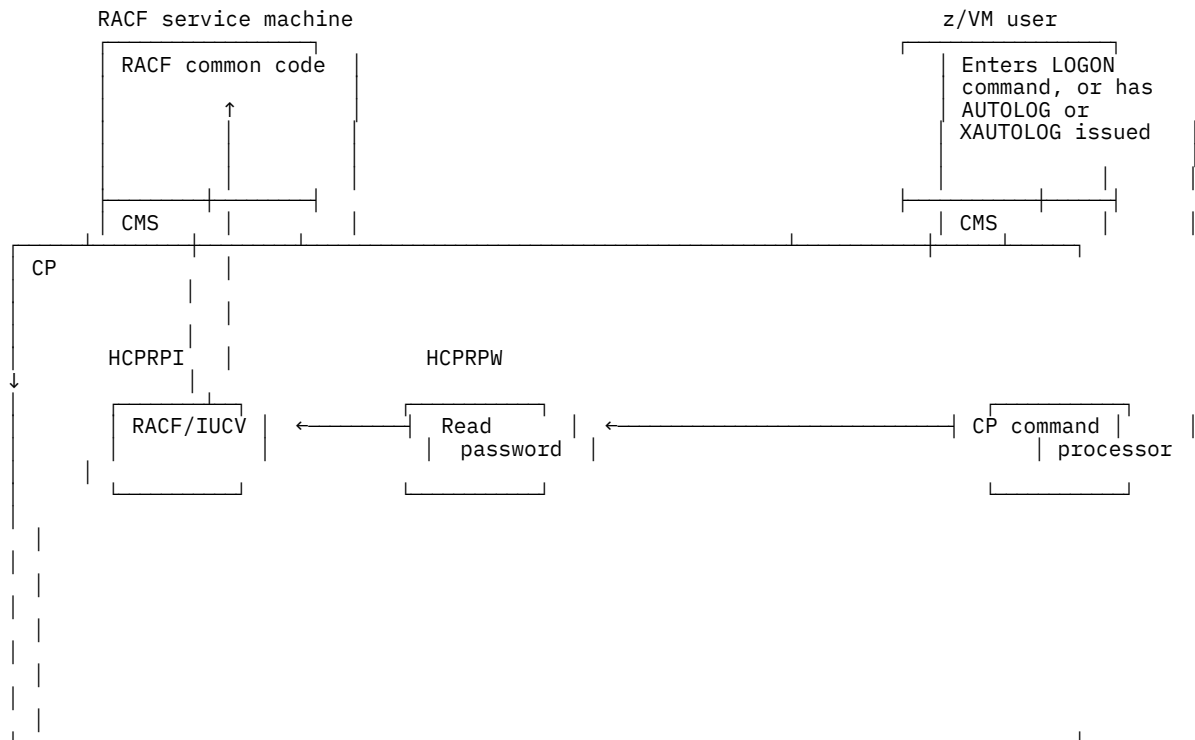 RACF service machine z/VM user
RACF common code Enters LOGON
command, or has
AUTOLOG or
XAUTOLOG issued
CMS CMS
CP
HCPRPI HCPRPW
RACF/IUCV Read CP command
password processor